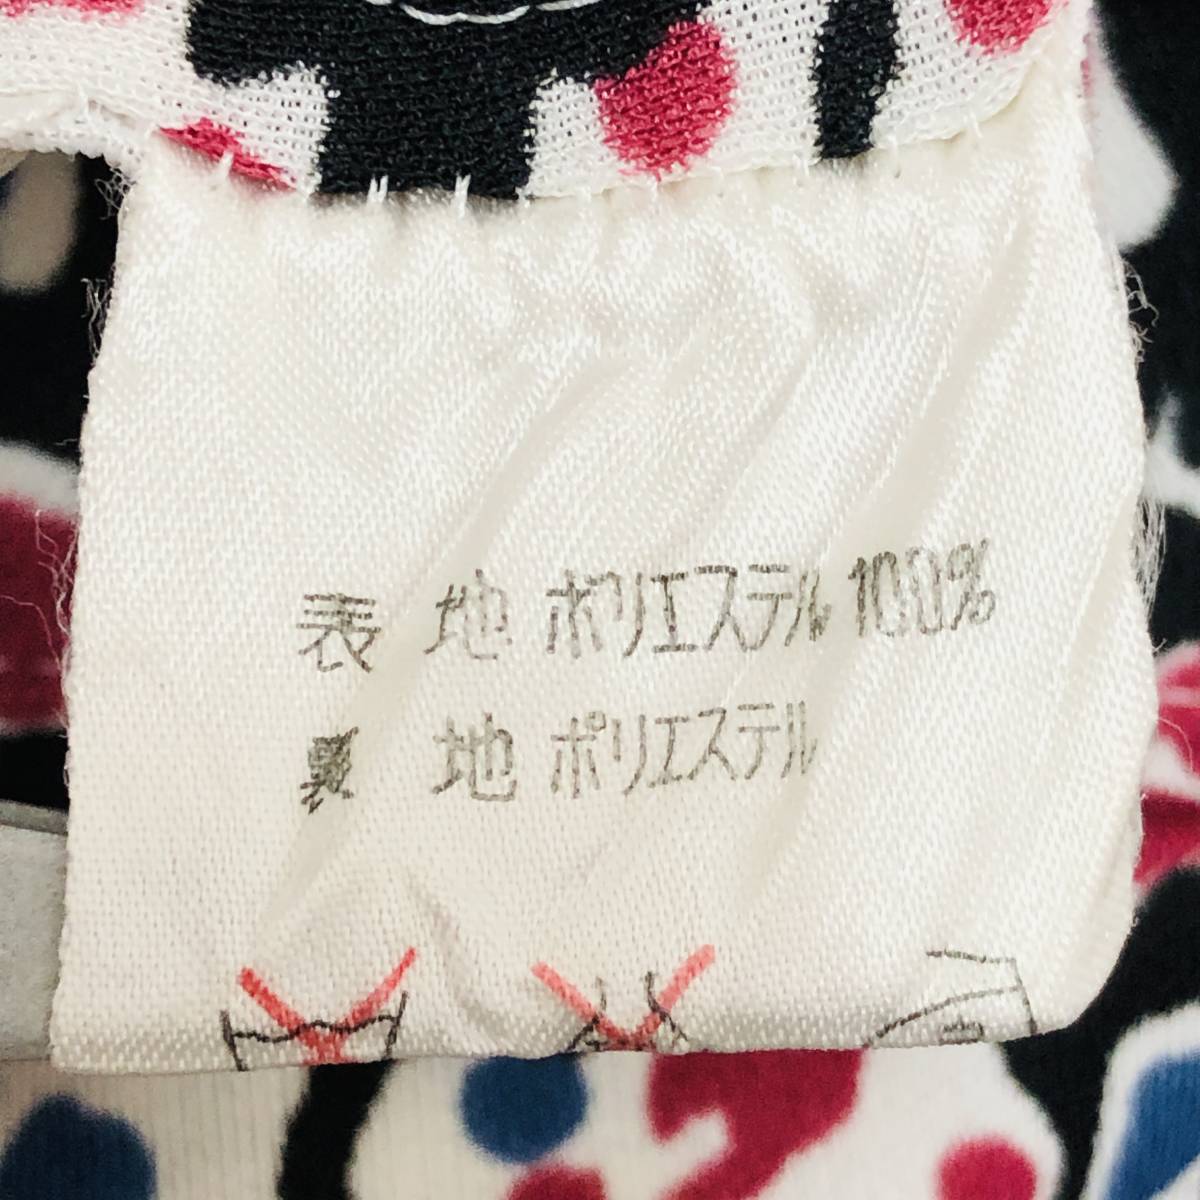 表 地 ポリエステル 100%
裏 地 ポリエステル